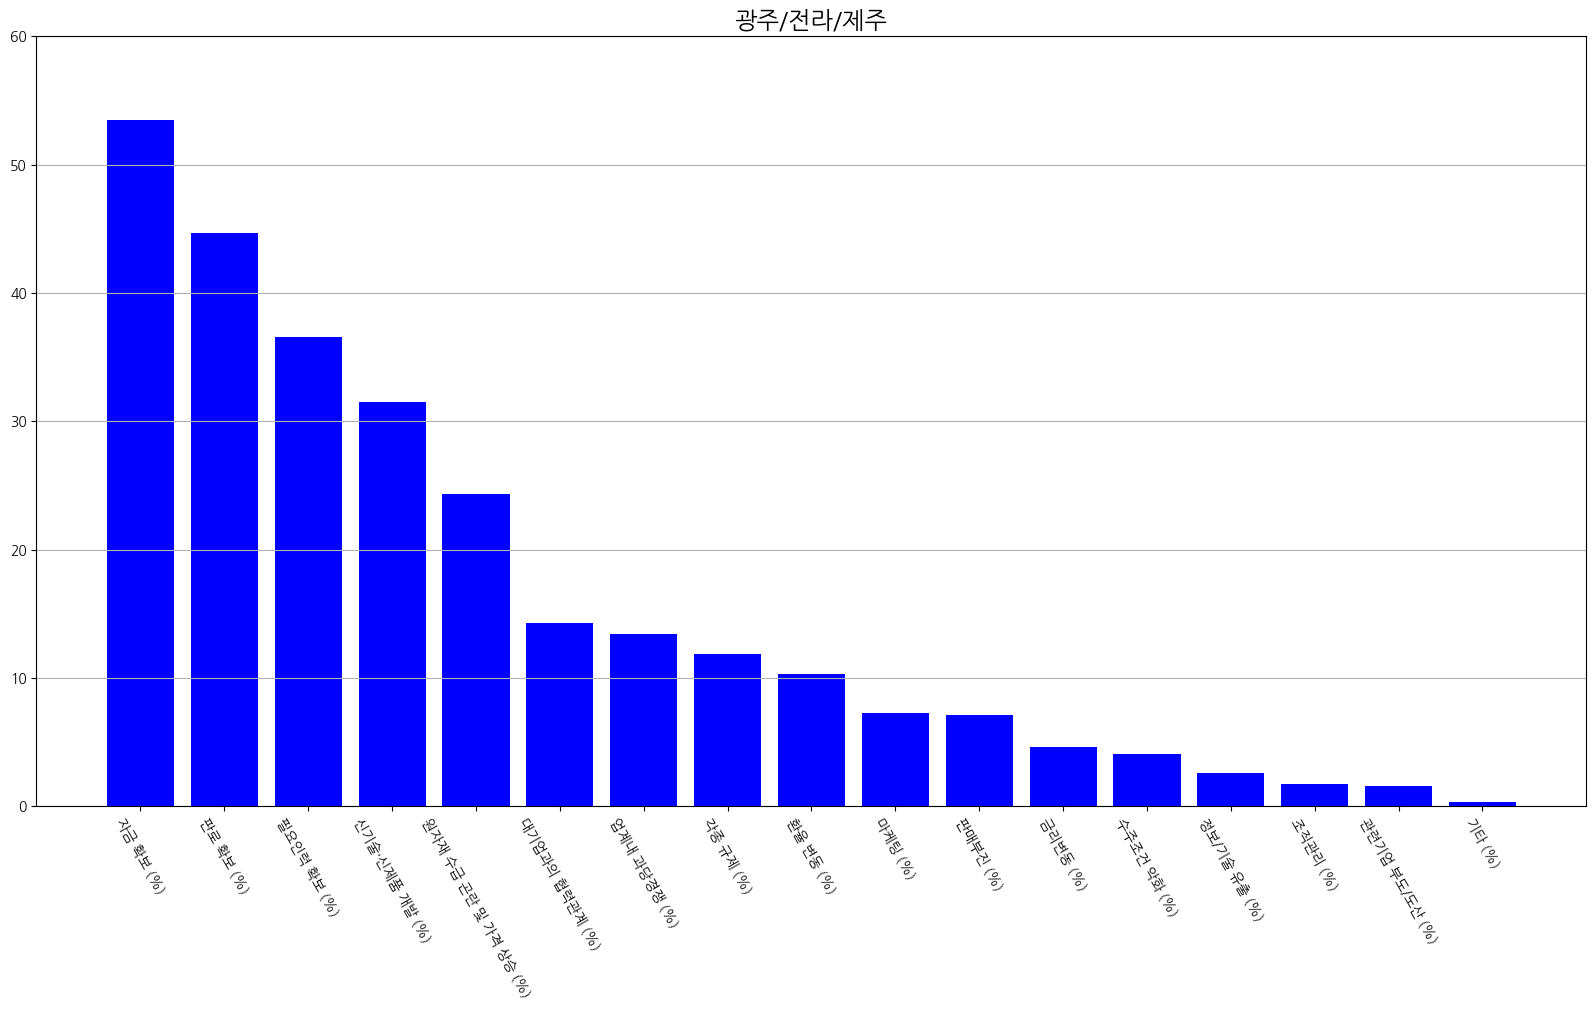 광주/전라/제주
60
50
40
30
20
10
0
자금 확보 (%)
판로 확보 (%)
필요인력 확보 (%)
신기술·신제품 개발 (%)
원자재 수급 곤란 및 가격 상승 (%)
대기업과의 협력관계 (%)
업계내 과당경쟁 (%)
각종 규제 (%)
환율 변동 (%)
마케팅 (%)
판매부진 (%)
금리변동 (%)
수주조건 악화 (%)
정보/기술 유출 (%)
조직관리 (%)
관련기업 부도/도산 (%)
기타 (%)